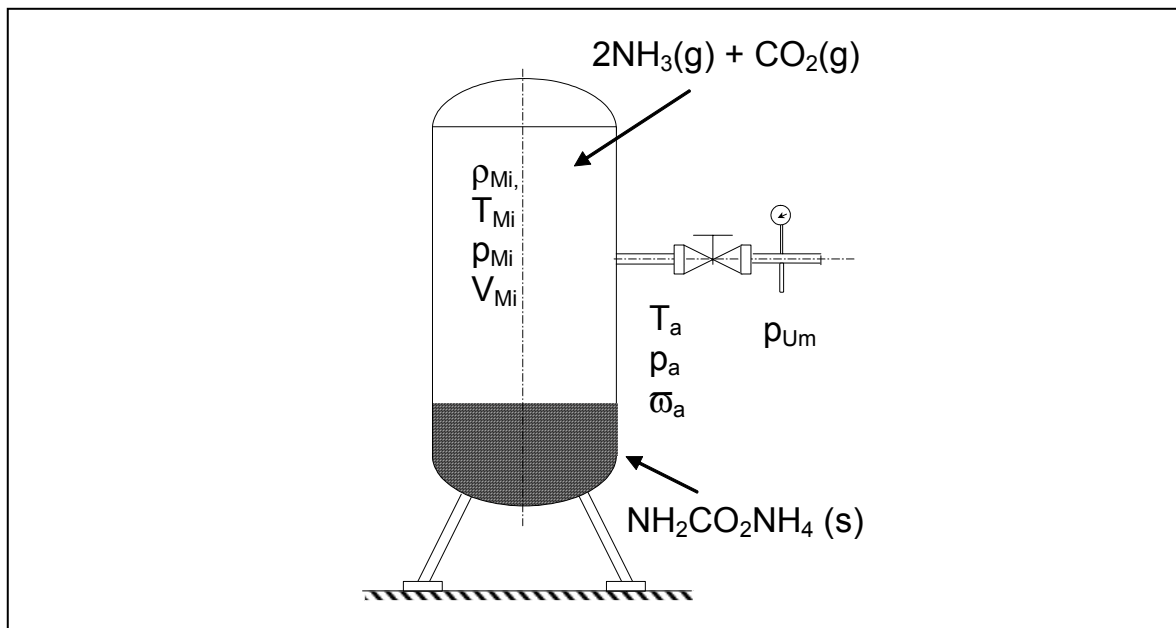 2NH₃(g) + CO₂(g)
ρMi,
TMi
pMi
VMi
Ta
pa
ϖa
pUm
NH₂CO₂NH₄ (s)